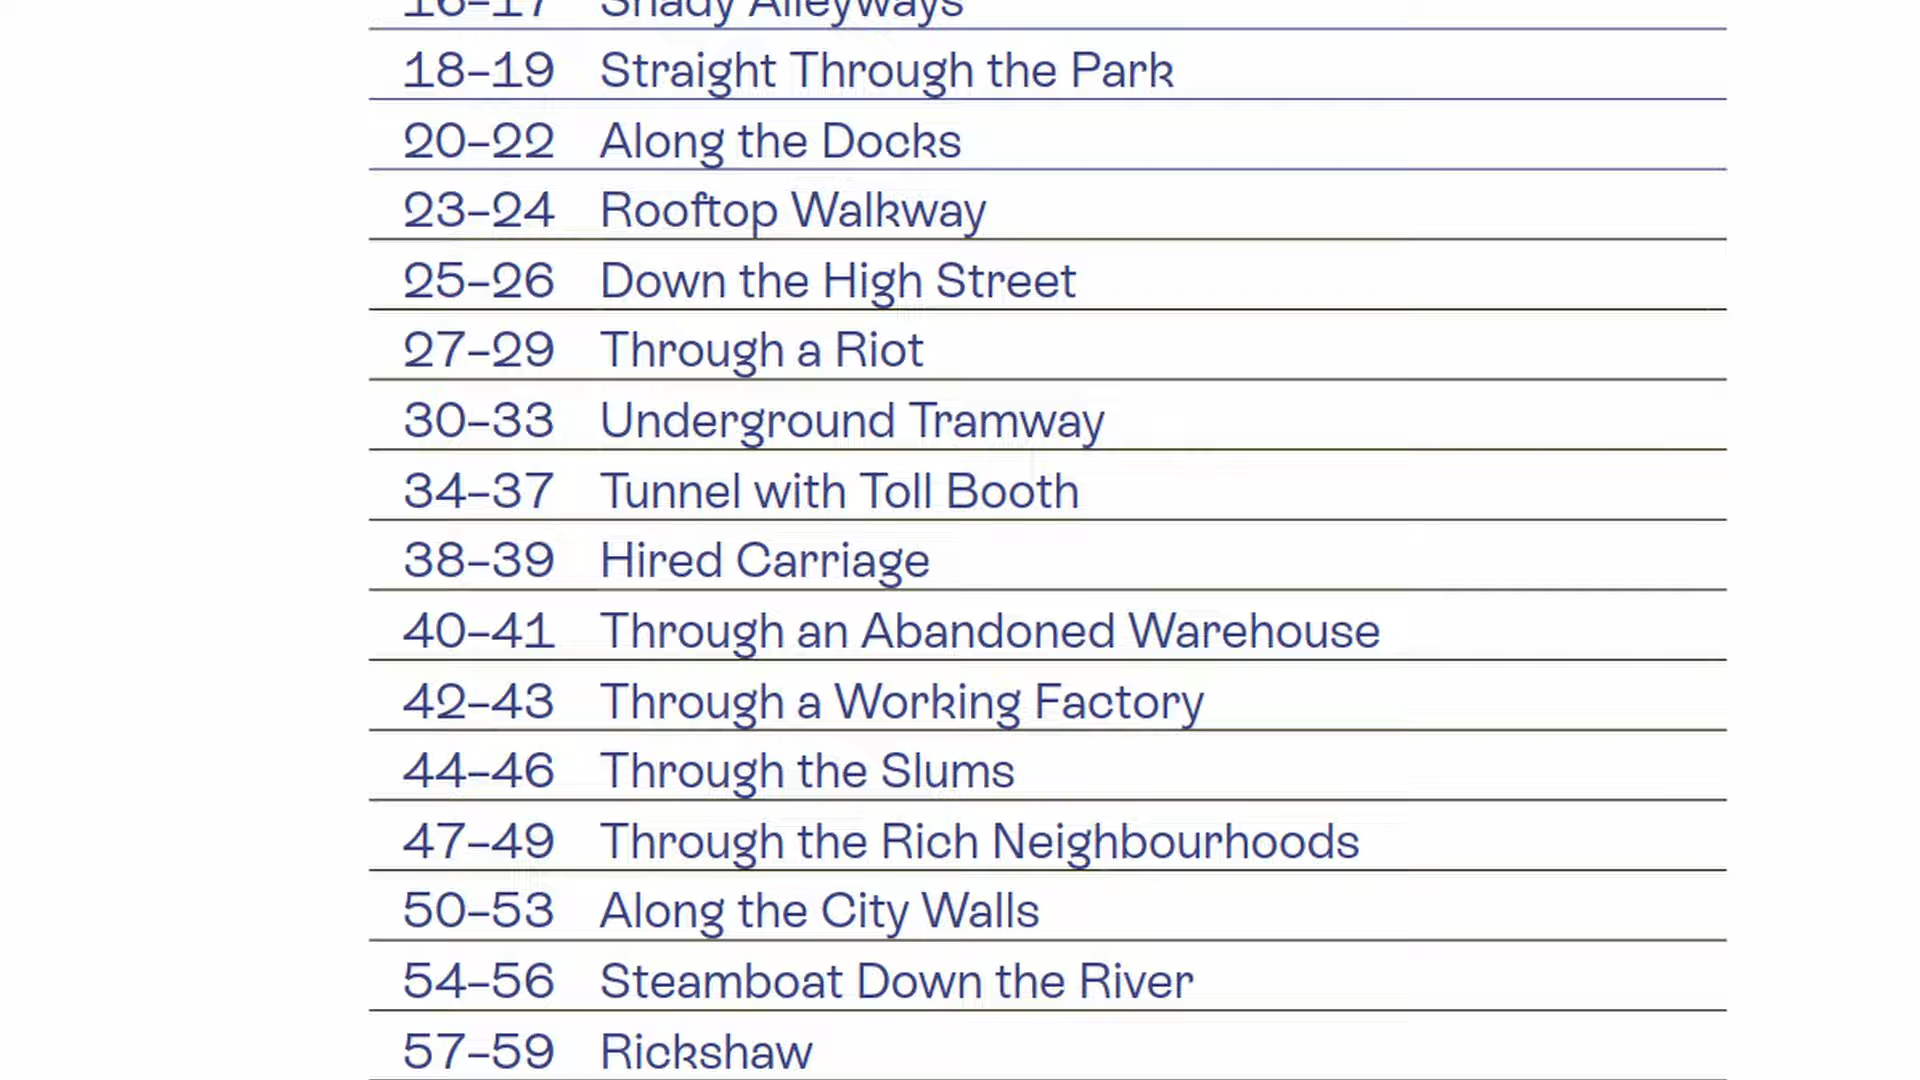 16–17 Shady Alleyways
18–19 Straight Through the Park
20–22 Along the Docks
23–24 Rooftop Walkway
25–26 Down the High Street
27–29 Through a Riot
30–33 Underground Tramway
34–37 Tunnel with Toll Booth
38–39 Hired Carriage
40–41 Through an Abandoned Warehouse
42–43 Through a Working Factory
44–46 Through the Slums
47–49 Through the Rich Neighbourhoods
50–53 Along the City Walls
54–56 Steamboat Down the River
57–59 Rickshaw